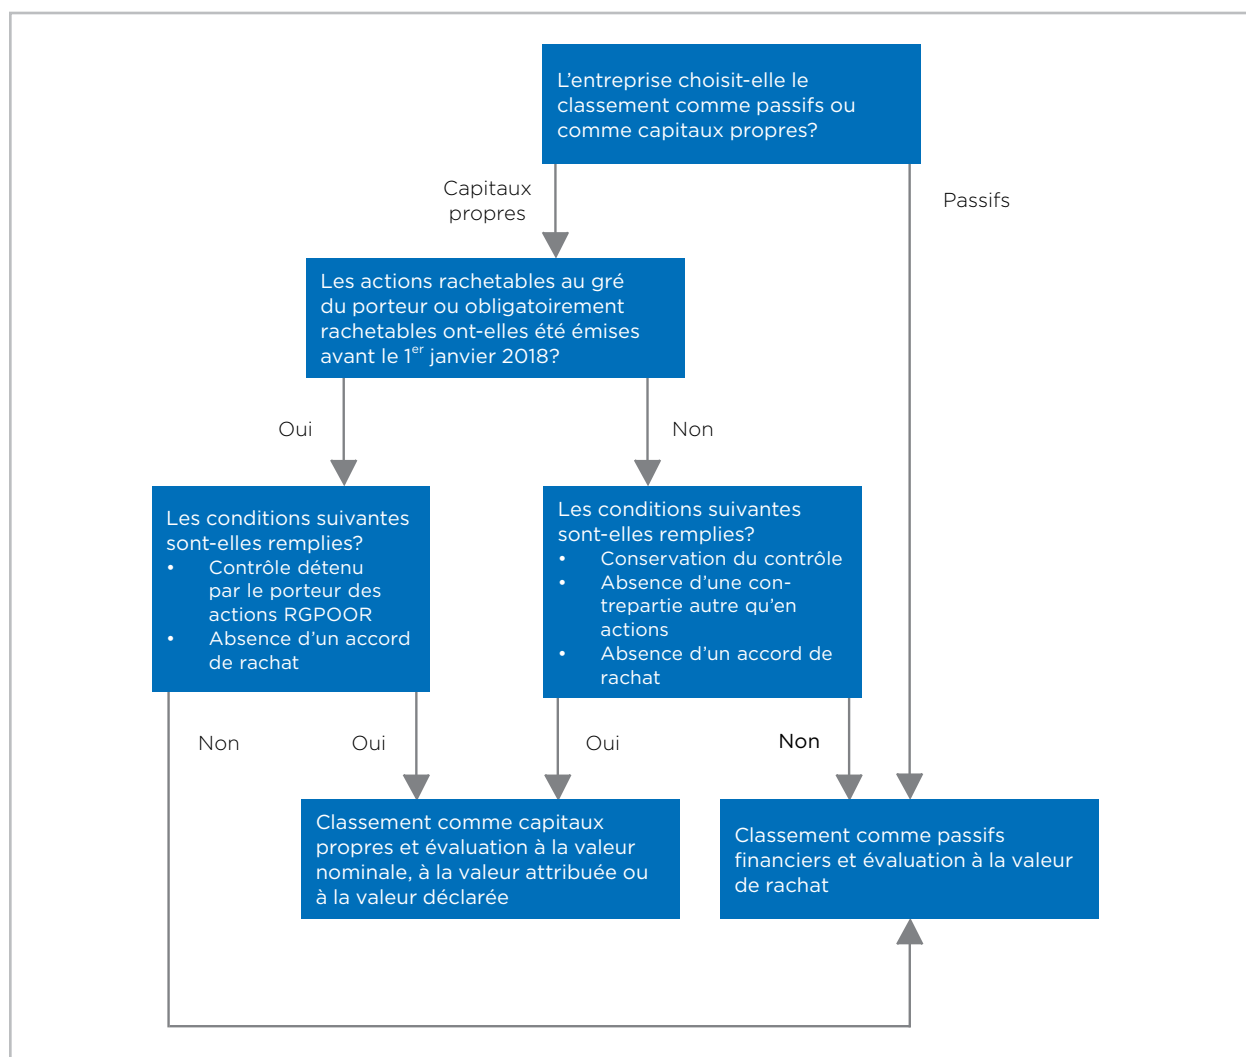 L’entreprise choisit-elle le
classement comme passifs ou
comme capitaux propres?
Capitaux
propres
Passifs
Les actions rachetables au gré
du porteur ou obligatoirement
rachetables ont-elles été émises
avant le 1er janvier 2018?
Oui
Non
Les conditions suivantes
sont-elles remplies?
• Contrôle détenu
par le porteur des
actions RGPOOR
• Absence d’un accord
de rachat
Les conditions suivantes
sont-elles remplies?
• Conservation du contrôle
• Absence d’une con-
trepartie autre qu’en
actions
• Absence d’un accord de
rachat
Non
Oui
Oui
Non
Classement comme capitaux
propres et évaluation à la valeur
nominale, à la valeur attribuée ou
à la valeur déclarée
Classement comme passifs
financiers et évaluation à la valeur
de rachat